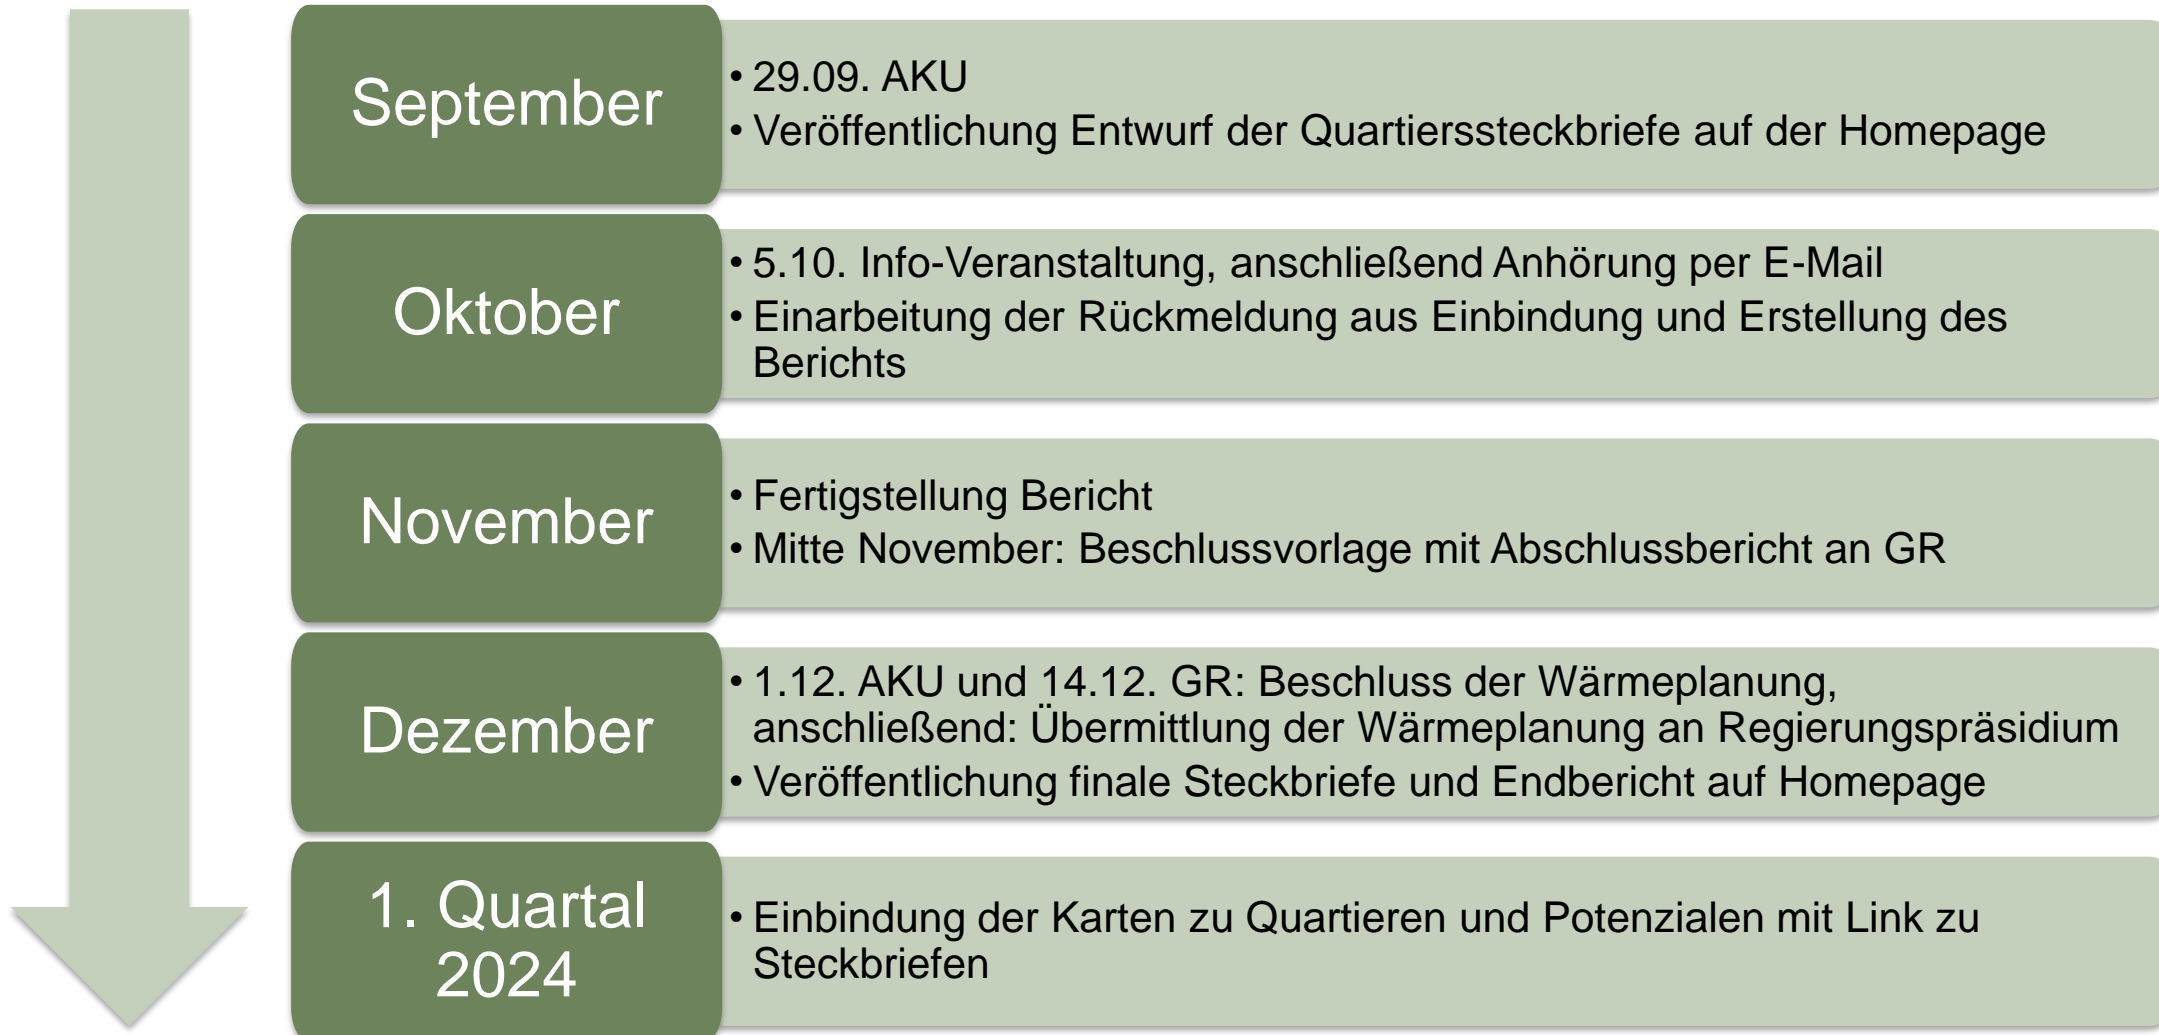 September
• 29.09. AKU
• Veröffentlichung Entwurf der Quartierssteckbriefe auf der Homepage
Oktober
• 5.10. Info-Veranstaltung, anschließend Anhörung per E-Mail
• Einarbeitung der Rückmeldung aus Einbindung und Erstellung des
Berichts
November
• Fertigstellung Bericht
• Mitte November: Beschlussvorlage mit Abschlussbericht an GR
Dezember
• 1.12. AKU und 14.12. GR: Beschluss der Wärmeplanung,
anschließend: Übermittlung der Wärmeplanung an Regierungspräsidium
• Veröffentlichung finale Steckbriefe und Endbericht auf Homepage
1. Quartal
2024
• Einbindung der Karten zu Quartieren und Potenzialen mit Link zu
Steckbriefen